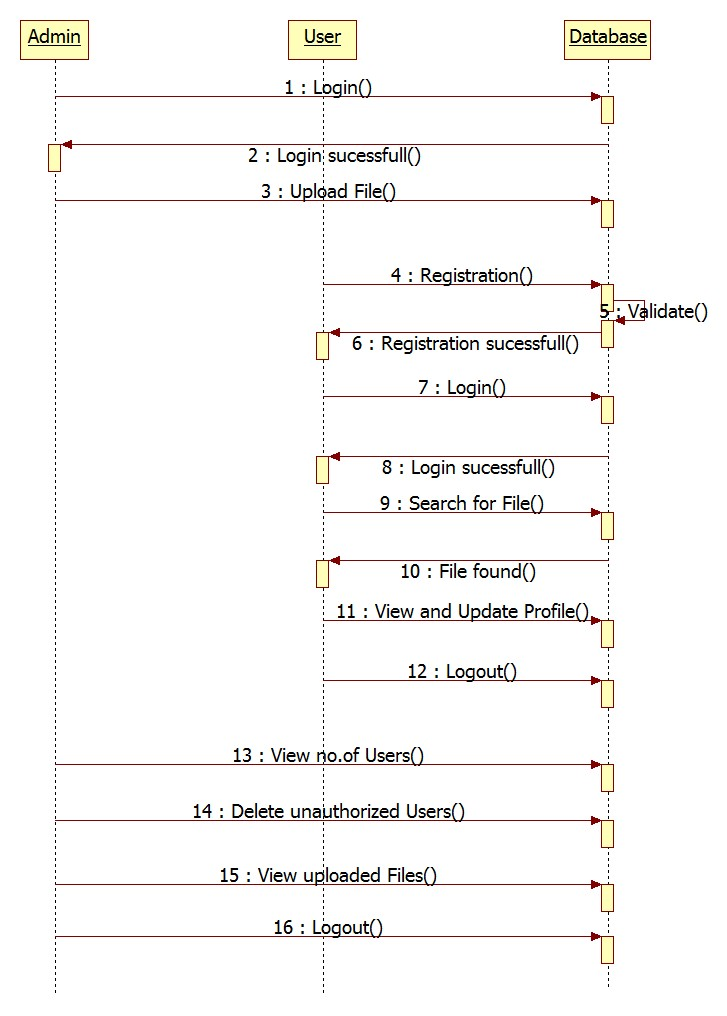 Admin
User
Database
1 : Login()
2 : Login sucessfull()
3 : Upload File()
4 : Registration()
5 : Validate()
6 : Registration sucessfull()
7 : Login()
8 : Login sucessfull()
9 : Search for File()
10 : File found()
11 : View and Update Profile()
12 : Logout()
13 : View no.of Users()
14 : Delete unauthorized Users()
15 : View uploaded Files()
16 : Logout()